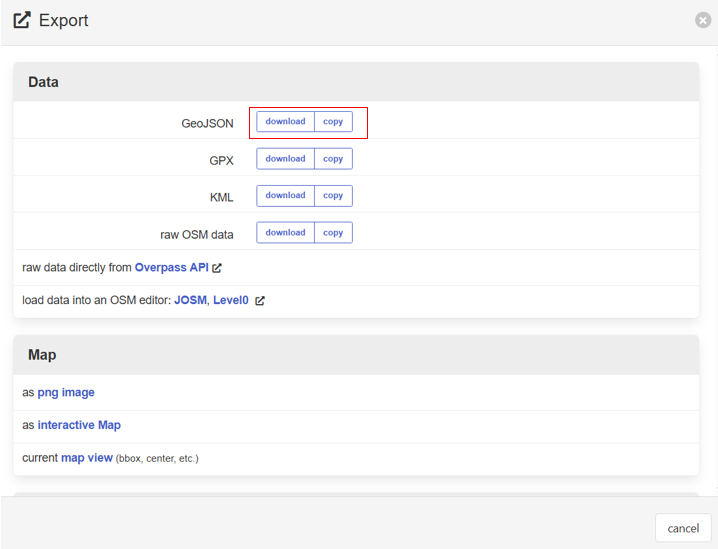 Export
Data
GeoJSON download copy
GPX download copy
KML download copy
raw OSM data download copy
raw data directly from Overpass API
load data into an OSM editor: JOSM, Level0
Map
as png image
as interactive Map
current map view (bbox, center, etc.)
cancel